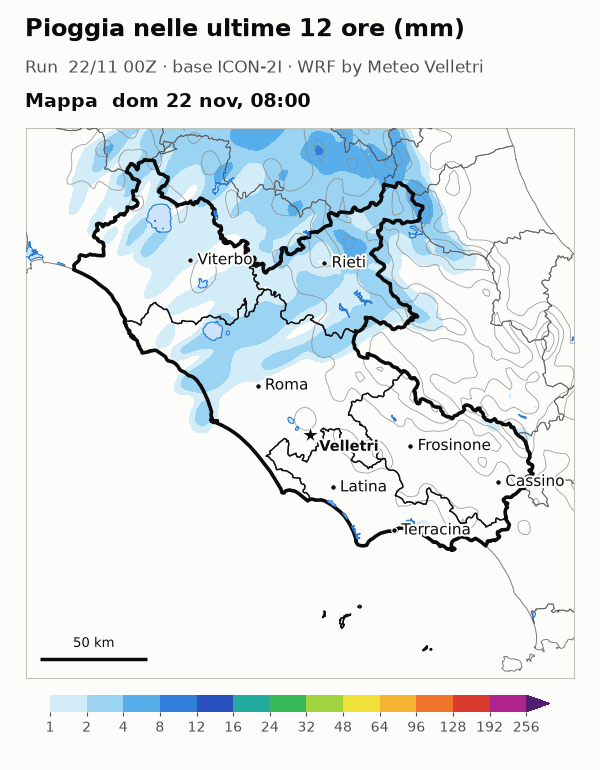 Pioggia nelle ultime 12 ore (mm)
Run  22/11 00Z · base ICON-2I · WRF by Meteo Velletri
Mappa  dom 22 nov, 08:00
Viterbo
Rieti
Roma
Velletri
Frosinone
Cassino
Latina
Terracina
50 km
1 2 4 8 12 16 24 32 48 64 96 128 192 256